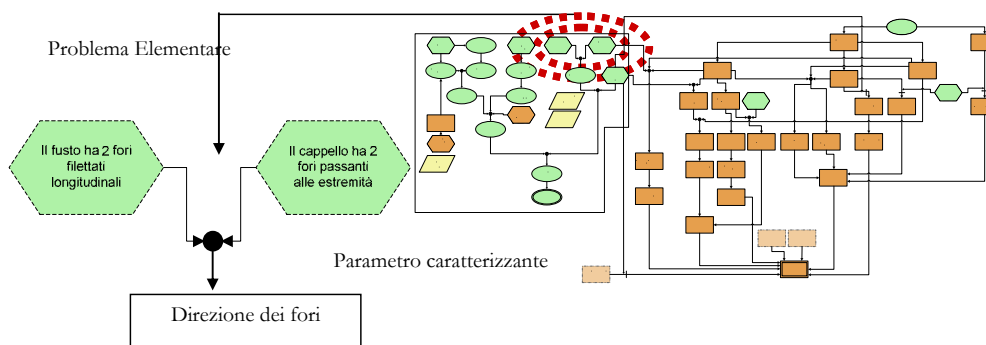 Problema Elementare
Il fusto ha 2 fori
filettati
longitudinali
Il cappello ha 2
fori passanti
alle estremità
Parametro caratterizzante
Direzione dei fori